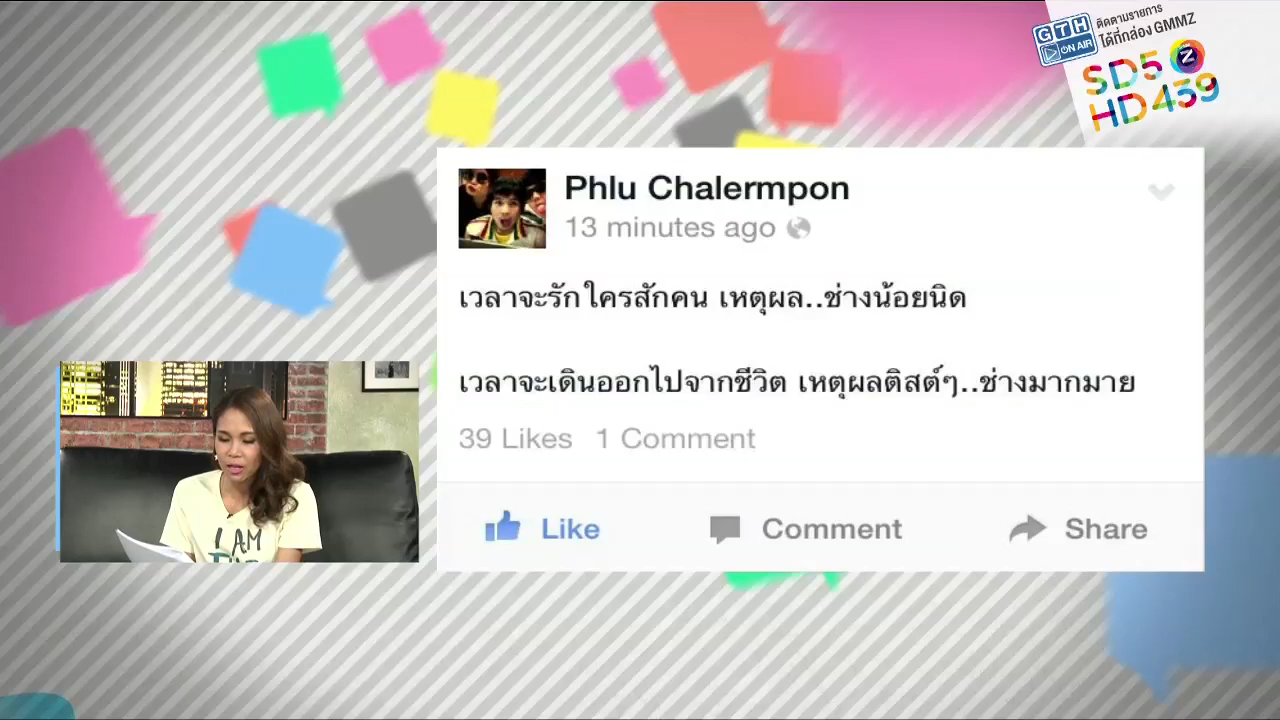 GTH
ON AIR
ติดตามรายการ
ได้ที่กล่อง GMMZ
SD5 Z
HD439
Phlu Chalermpon
13 minutes ago
เวลาจะรักใครสักคน เหตุผล..ช่างน้อยนิด
เวลาจะเดินออกไปจากชีวิต เหตุผลติสต์ๆ..ช่างมากมาย
39 Likes 1 Comment
Like Comment Share
I AM